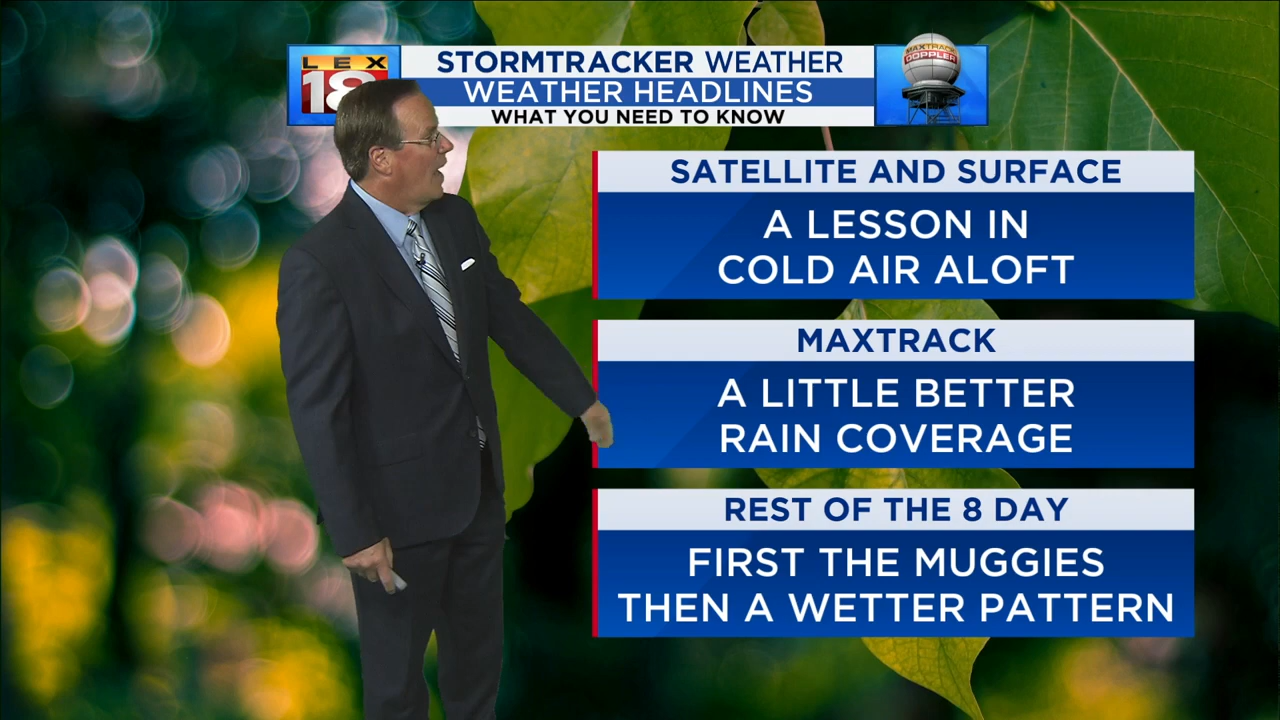 LEX
18
STORMTRACKER WEATHER
WEATHER HEADLINES
WHAT YOU NEED TO KNOW
MAXTRACK
DOPPLER
SATELLITE AND SURFACE
A LESSON IN
COLD AIR ALOFT
MAXTRACK
A LITTLE BETTER
RAIN COVERAGE
REST OF THE 8 DAY
FIRST THE MUGGIES
THEN A WETTER PATTERN